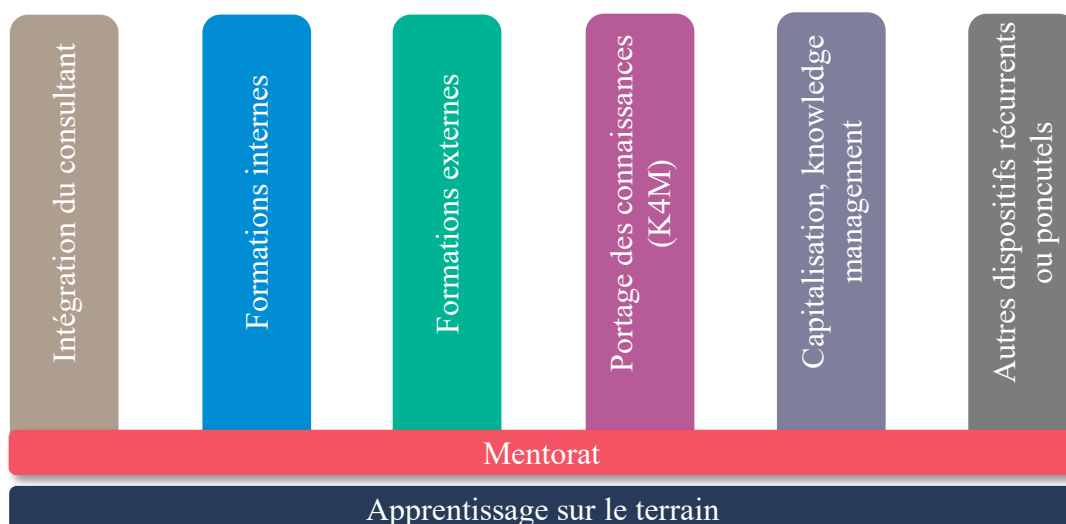 Intégration du consultant
Formations internes
Formations externes
Portage des connaissances
(K4M)
Capitalisation, knowledge
management
Autres dispositifs récurrents
ou poncutels
Mentorat
Apprentissage sur le terrain